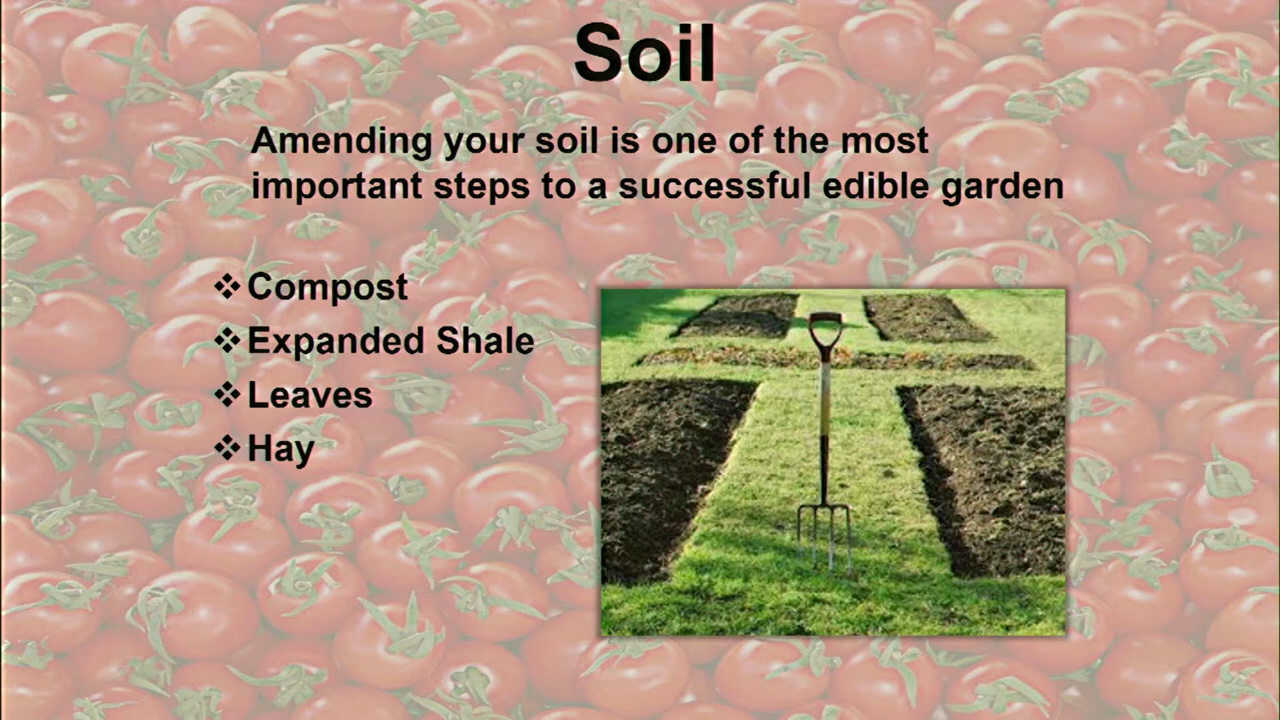 Soil
Amending your soil is one of the most
important steps to a successful edible garden
❖Compost
❖Expanded Shale
❖Leaves
❖Hay